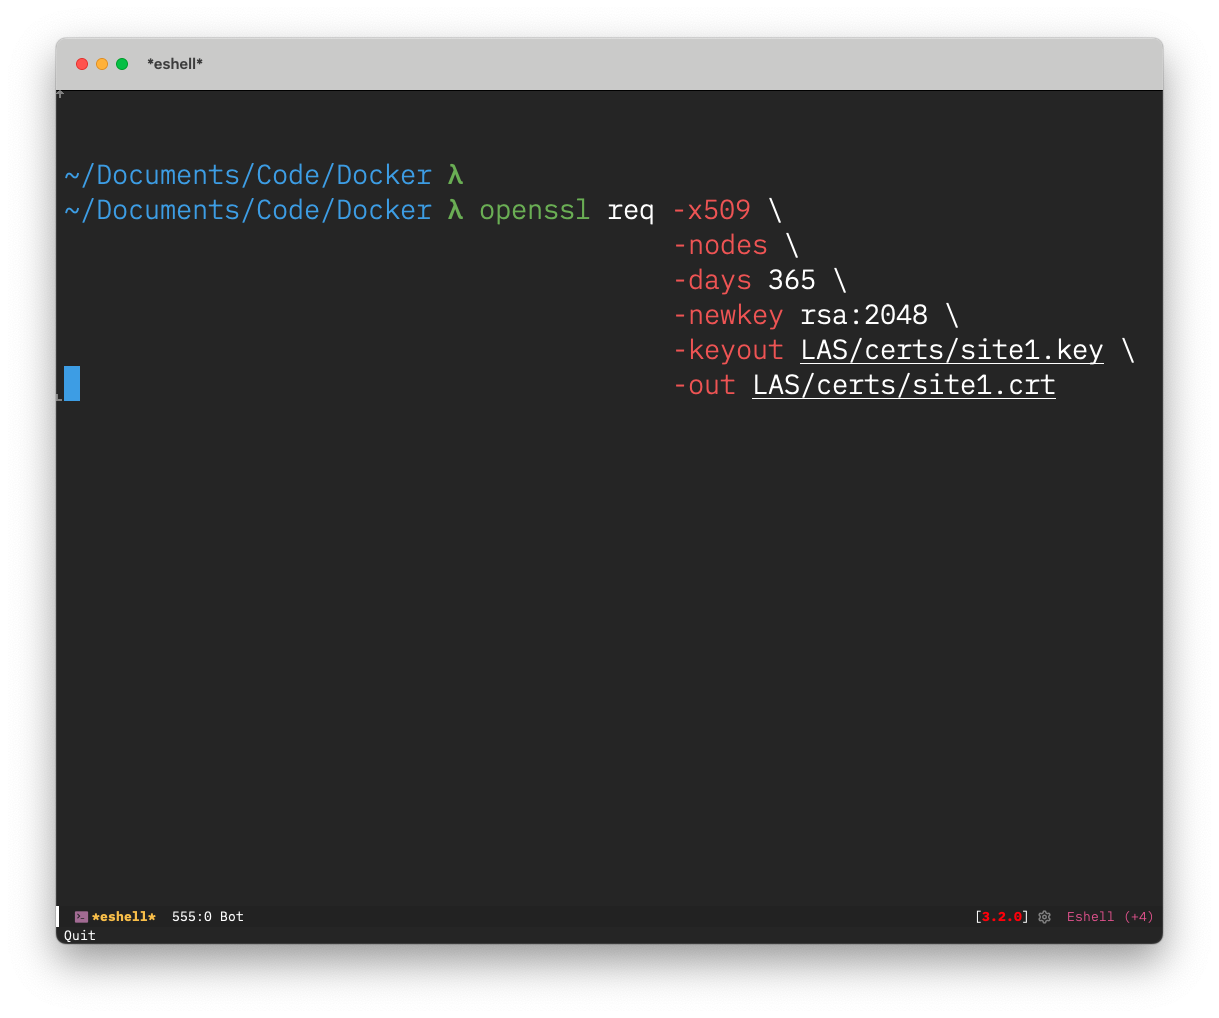 *eshell*
~/Documents/Code/Docker λ
~/Documents/Code/Docker λ openssl req -x509 \
-nodes \
-days 365 \
-newkey rsa:2048 \
-keyout LAS/certs/site1.key \
-out LAS/certs/site1.crt
*eshell* 555:0 Bot [3.2.0] Eshell (+4)
Quit